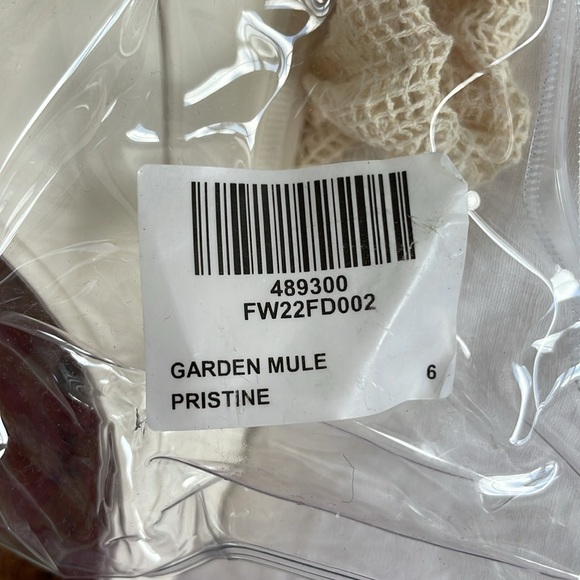 489300
FW22FD002
GARDEN MULE 6
PRISTINE